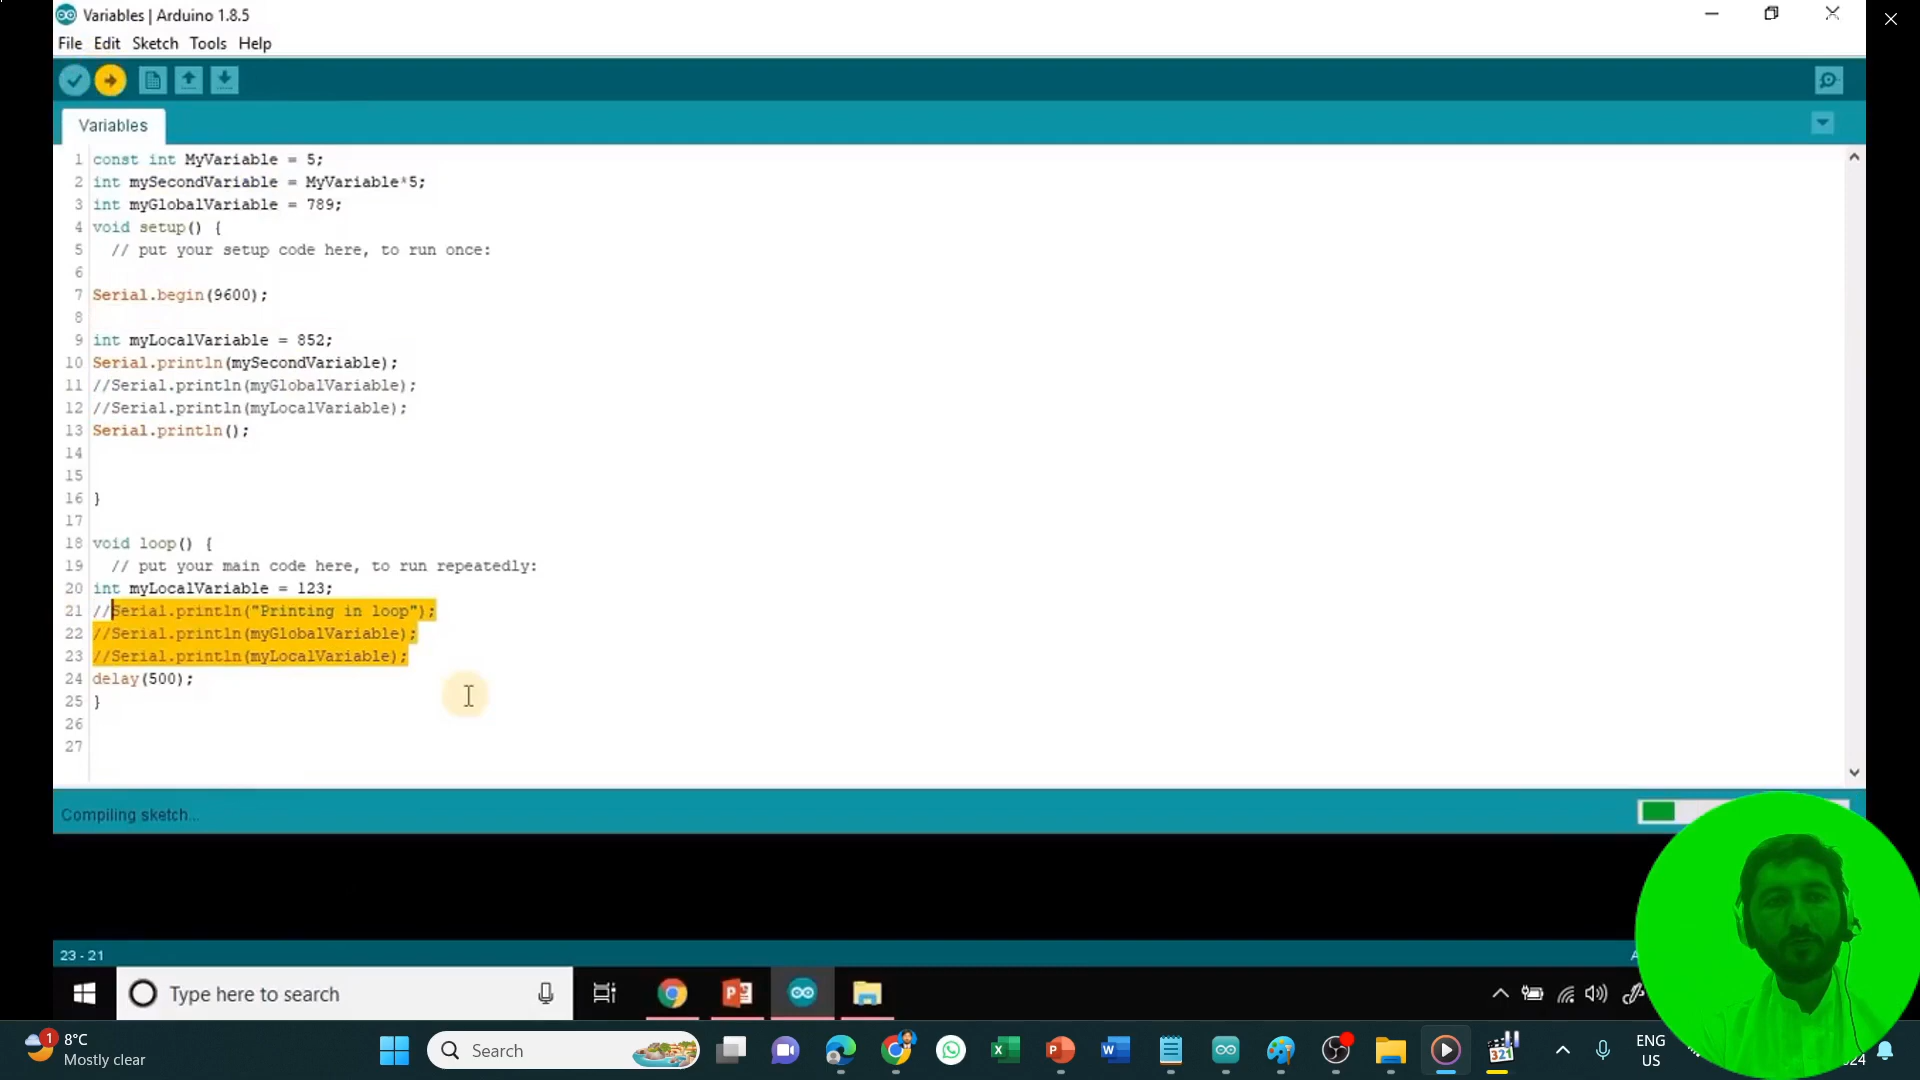 Variables | Arduino 1.8.5
File Edit Sketch Tools Help
Variables
1 const int MyVariable = 5;
2 int mySecondVariable = MyVariable*5;
3 int myGlobalVariable = 789;
4 void setup() {
5 // put your setup code here, to run once:
6
7 Serial.begin(9600);
8
9 int myLocalVariable = 852;
10 Serial.println(mySecondVariable);
11 //Serial.println(myGlobalVariable);
12 //Serial.println(myLocalVariable);
13 Serial.println();
14
15
16 }
17
18 void loop() {
19 // put your main code here, to run repeatedly:
20 int myLocalVariable = 123;
21 //Serial.println("Printing in loop");
22 //Serial.println(myGlobalVariable);
23 //Serial.println(myLocalVariable);
24 delay(500);
25 }
26
27
Compiling sketch...
23 - 21
Type here to search
1
8°C
Mostly clear
Search
321
ENG
US